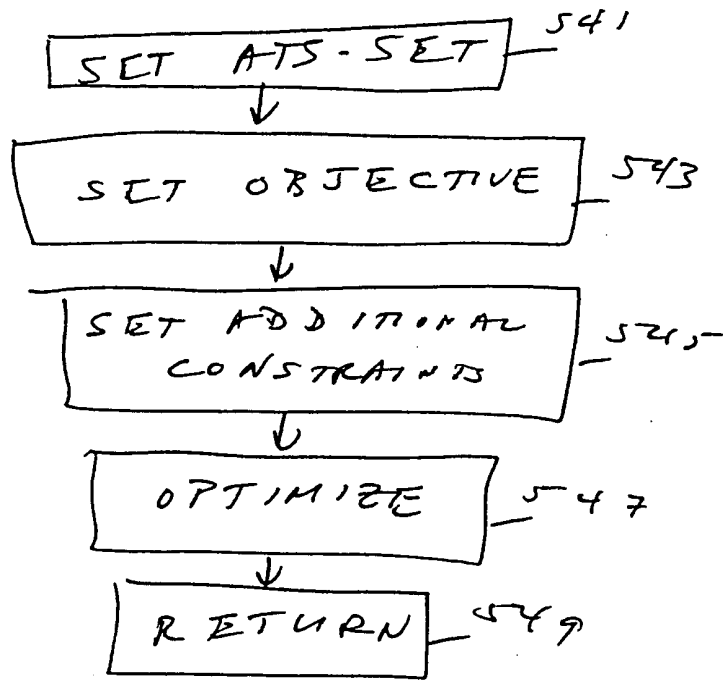 SET ATS-SET 541
SET OBJECTIVE 543
SET ADDITIONAL 545
CONSTRAINTS
OPTIMIZE 547
RETURN 549